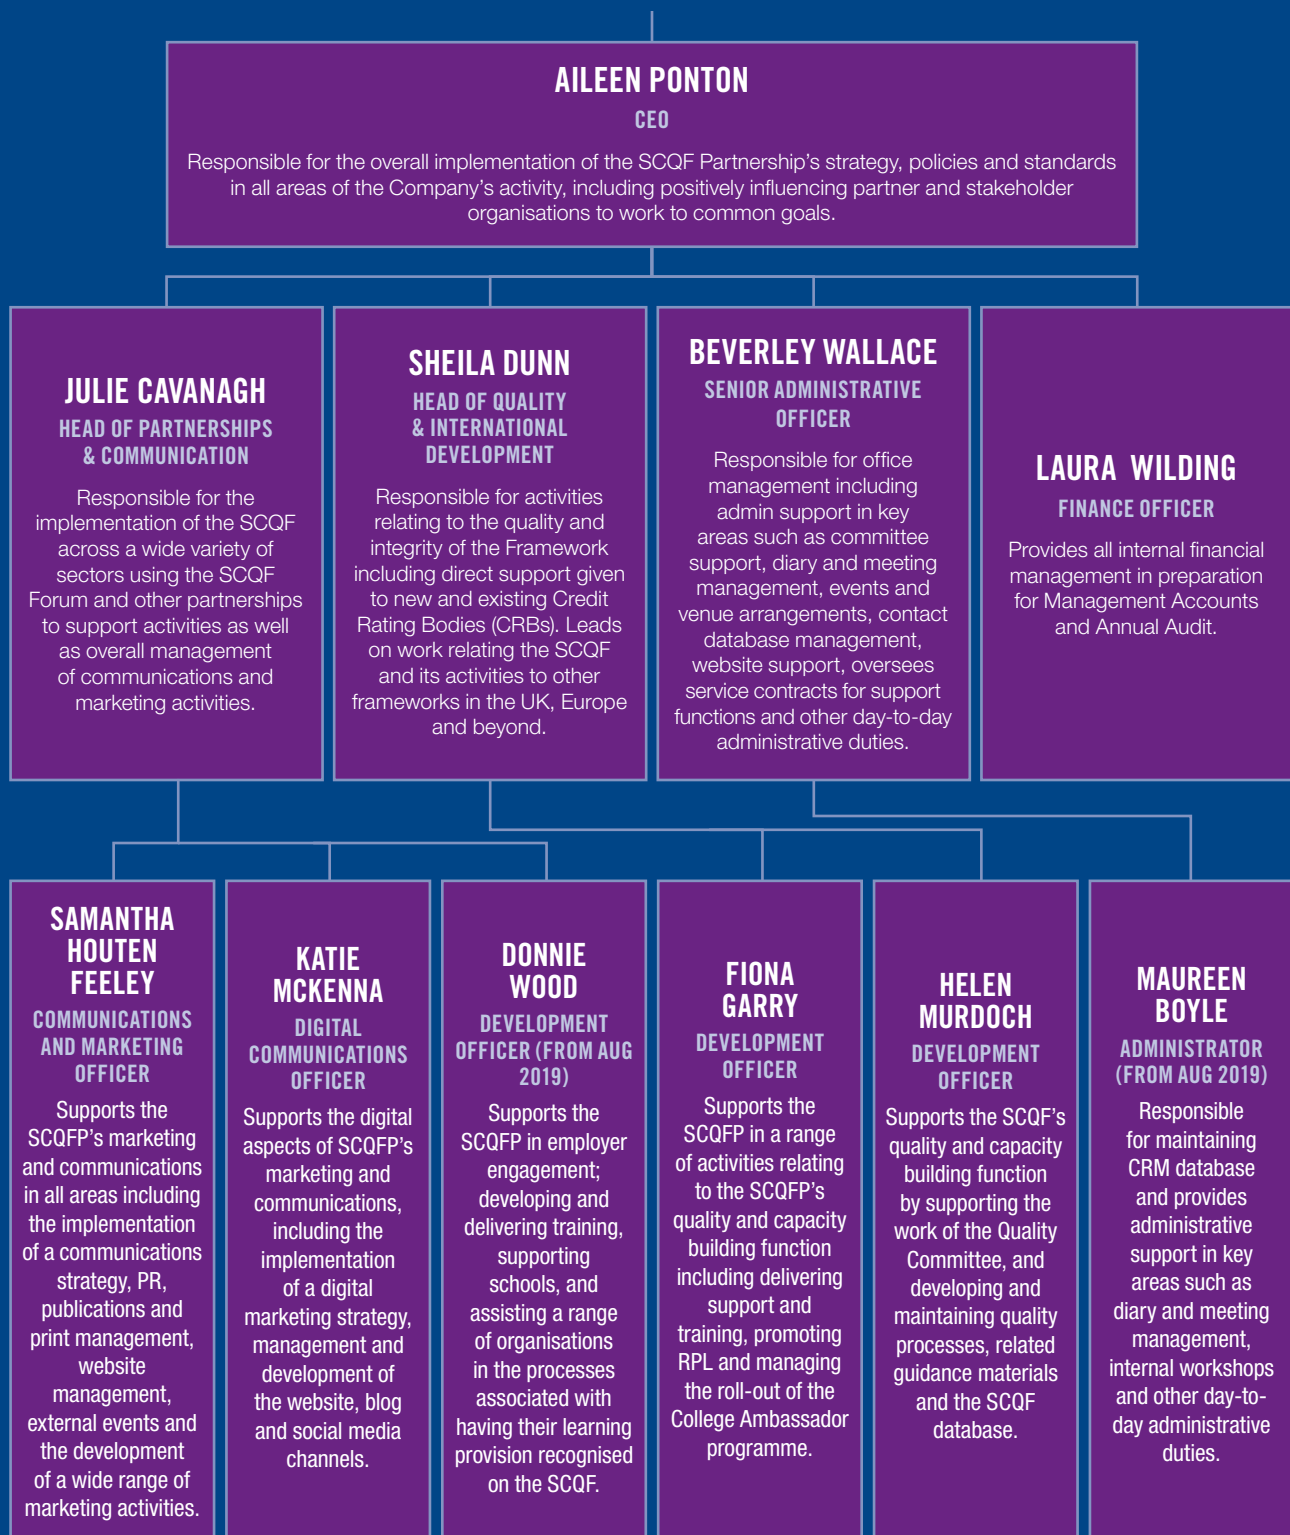 AILEEN PONTON
CEO
Responsible for the overall implementation of the SCQF Partnership's strategy, policies and standards
in all areas of the Company's activity, including positively influencing partner and stakeholder
organisations to work to common goals.
JULIE CAVANAGH
HEAD OF PARTNERSHIPS
& COMMUNICATION
Responsible for the
implementation of the SCQF
across a wide variety of
sectors using the SCQF
Forum and other partnerships
to support activities as well
as overall management
of communications and
marketing activities.
SHEILA DUNN
HEAD OF QUALITY
& INTERNATIONAL
DEVELOPMENT
Responsible for activities
relating to the quality and
integrity of the Framework
including direct support given
to new and existing Credit
Rating Bodies (CRBs). Leads
on work relating the SCQF
and its activities to other
frameworks in the UK, Europe
and beyond.
BEVERLEY WALLACE
SENIOR ADMINISTRATIVE
OFFICER
Responsible for office
management including
admin support in key
areas such as committee
support, diary and meeting
management, events and
venue arrangements, contact
database management,
website support, oversees
service contracts for support
functions and other day-to-day
administrative duties.
LAURA WILDING
FINANCE OFFICER
Provides all internal financial
management in preparation
for Management Accounts
and Annual Audit.
SAMANTHA
HOUTEN
FEELEY
COMMUNICATIONS
AND MARKETING
OFFICER
Supports the
SCQFP's marketing
and communications
in all areas including
the implementation
of a communications
strategy, PR,
publications and
print management,
website
management,
external events and
the development
of a wide range of
marketing activities.
KATIE
MCKENNA
DIGITAL
COMMUNICATIONS
OFFICER
Supports the digital
aspects of SCQFP's
marketing and
communications,
including the
implementation
of a digital
marketing strategy,
management and
development of
the website, blog
and social media
channels.
DONNIE
WOOD
DEVELOPMENT
OFFICER (FROM AUG
2019)
Supports the
SCQFP in employer
engagement;
developing and
delivering training,
supporting
schools, and
assisting a range
of organisations
in the processes
associated with
having their learning
provision recognised
on the SCQF.
FIONA
GARRY
DEVELOPMENT
OFFICER
Supports the
SCQFP in a range
of activities relating
to the SCQFP's
quality and capacity
building function
including delivering
support and
training, promoting
RPL and managing
the roll-out of the
College Ambassador
programme.
HELEN
MURDOCH
DEVELOPMENT
OFFICER
Supports the SCQF's
quality and capacity
building function
by supporting the
work of the Quality
Committee, and
developing and
maintaining quality
processes, related
guidance materials
and the SCQF
database.
MAUREEN
BOYLE
ADMINISTRATOR
(FROM AUG 2019)
Responsible
for maintaining
CRM database
and provides
administrative
support in key
areas such as
diary and meeting
management,
internal workshops
and other day-to-
day administrative
duties.